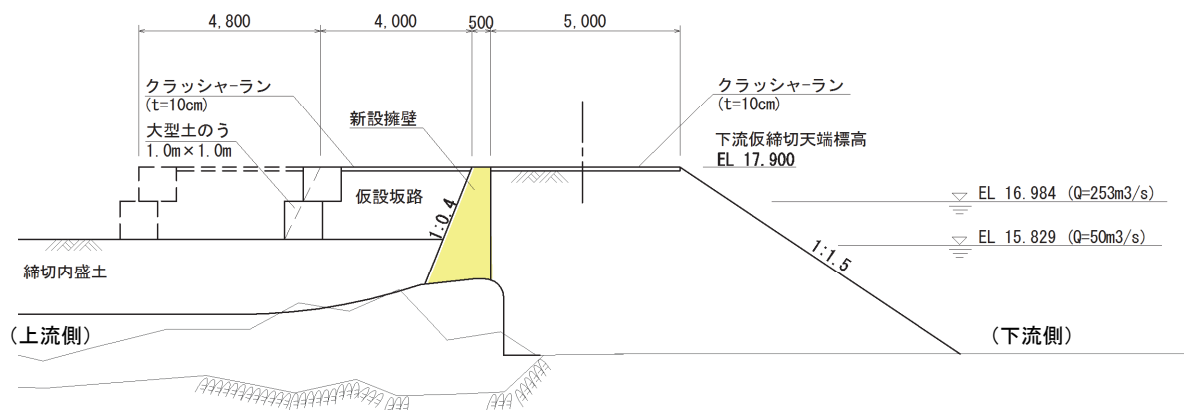 4,800
4,000
500
5,000
クラッシャ-ラン
(t=10cm)
大型土のう
1.0m×1.0m
新設擁壁
クラッシャ-ラン
(t=10cm)
下流仮締切天端標高
EL 17.900
仮設坂路
1:0.4
EL 16.984 (Q=253m3/s)
EL 15.829 (Q=50m3/s)
1:1.5
締切内盛土
(上流側)
(下流側)